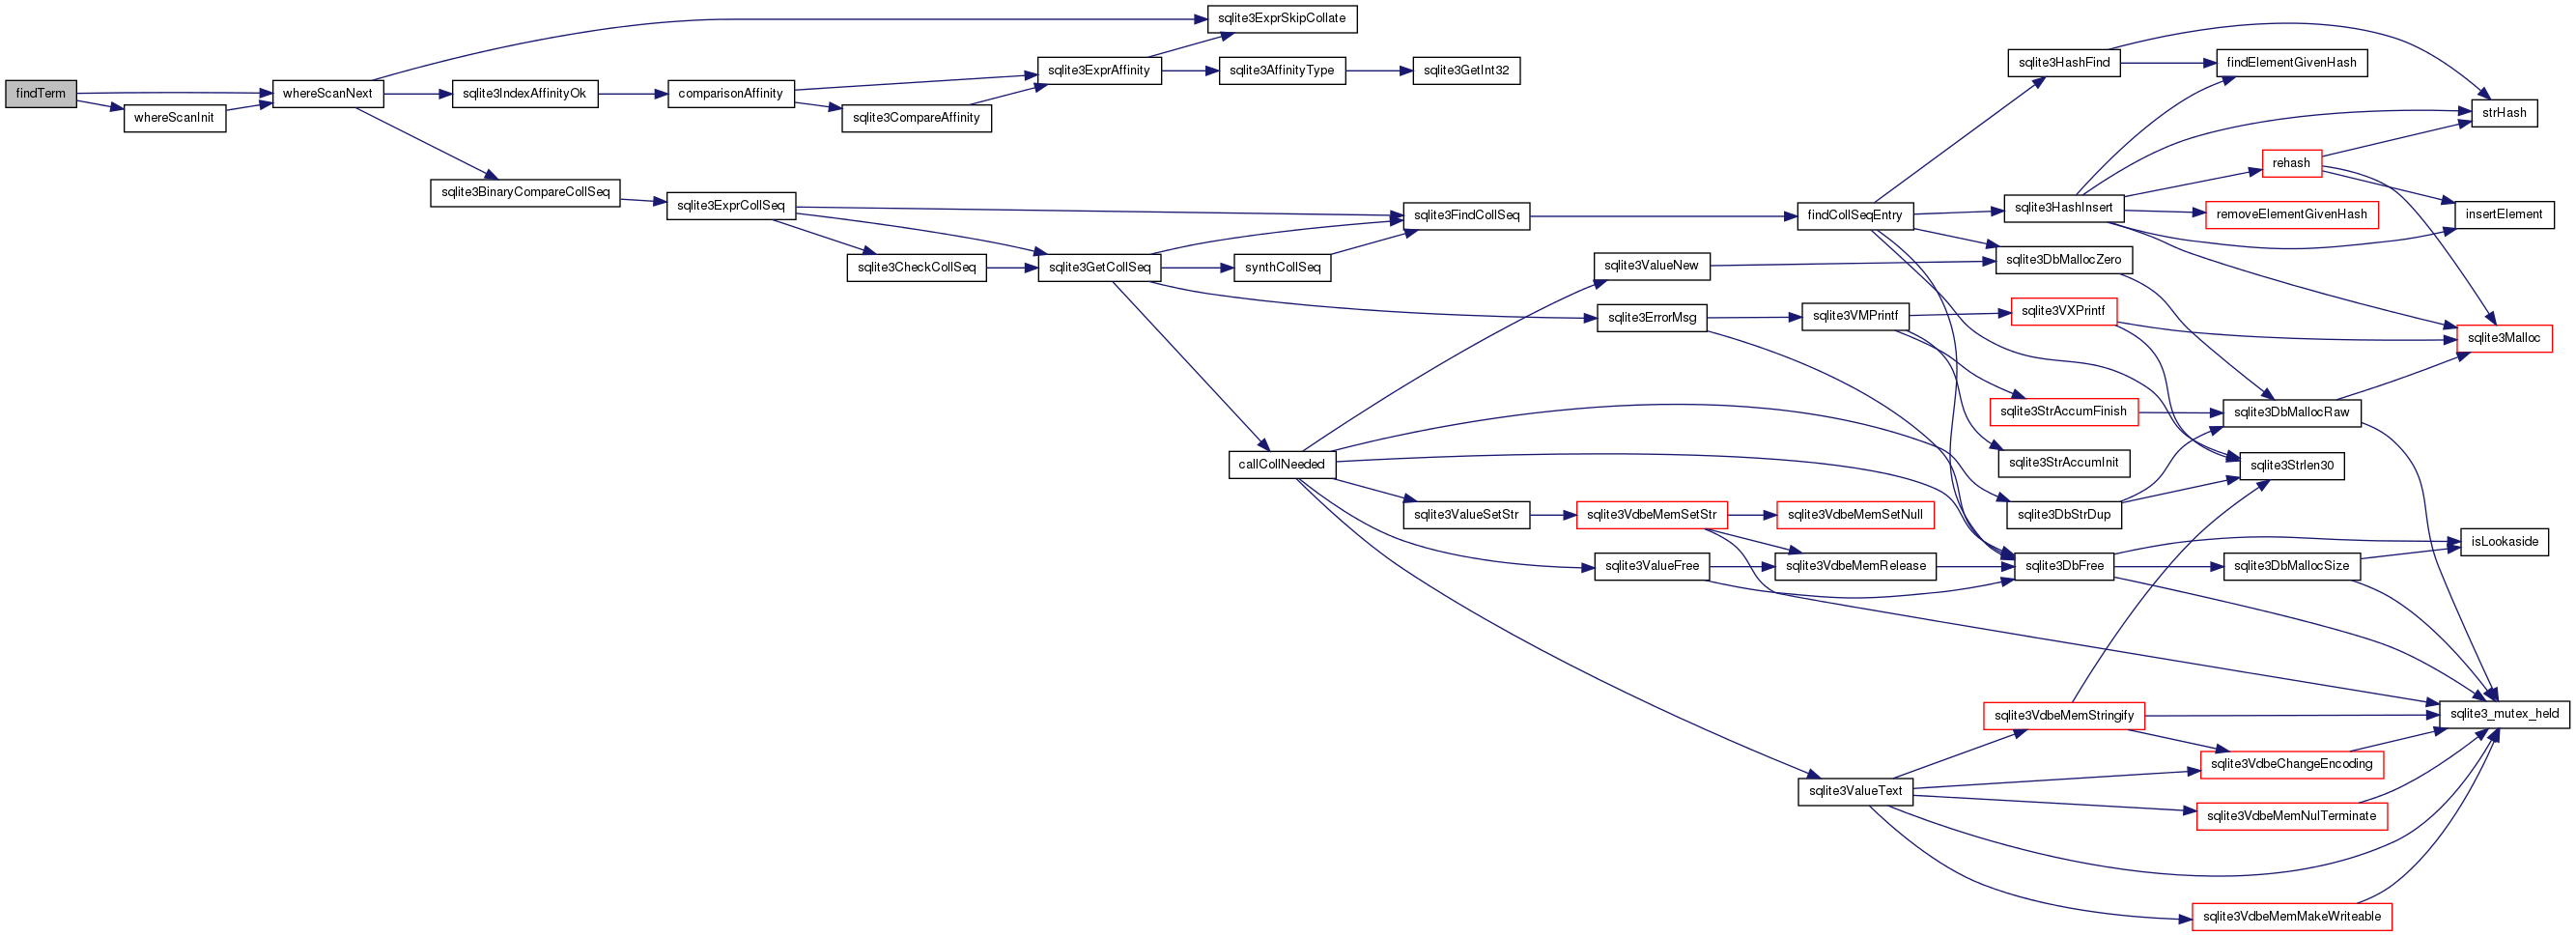 findTerm
whereScanInit
whereScanNext
sqlite3ExprSkipCollate
sqlite3IndexAffinityOk
comparisonAffinity
sqlite3ExprAffinity
sqlite3AffinityType
sqlite3GetInt32
sqlite3CompareAffinity
sqlite3BinaryCompareCollSeq
sqlite3ExprCollSeq
sqlite3CheckCollSeq
sqlite3GetCollSeq
sqlite3FindCollSeq
synthCollSeq
callCollNeeded
findCollSeqEntry
sqlite3ValueNew
sqlite3ErrorMsg
sqlite3ValueSetStr
sqlite3VdbeMemSetStr
sqlite3VdbeMemSetNull
sqlite3ValueFree
sqlite3VdbeMemRelease
sqlite3ValueText
sqlite3HashFind
findElementGivenHash
strHash
rehash
sqlite3HashInsert
removeElementGivenHash
insertElement
sqlite3DbMallocZero
sqlite3VMPrintf
sqlite3VXPrintf
sqlite3Malloc
sqlite3StrAccumFinish
sqlite3DbMallocRaw
sqlite3StrAccumInit
sqlite3Strlen30
sqlite3DbStrDup
sqlite3DbFree
sqlite3DbMallocSize
isLookaside
sqlite3VdbeMemStringify
sqlite3_mutex_held
sqlite3VdbeChangeEncoding
sqlite3VdbeMemNulTerminate
sqlite3VdbeMemMakeWriteable